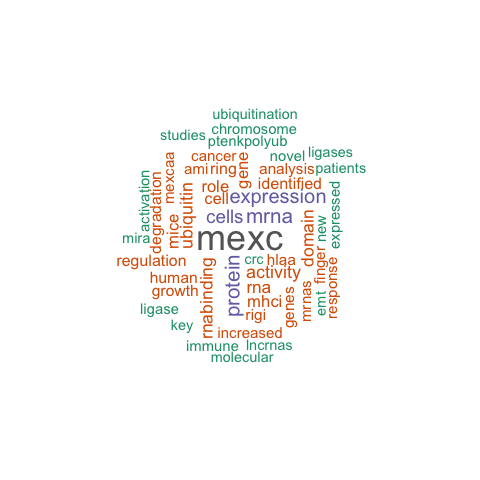 ubiquitination
chromosome
studies
ptenkpolyub
cancer
novel
ligases
ami
ring
gene
analysis
patients
mexcaa
activation
degradation
role
identified
ubiquitin
cell
expression
expressed
mice
cells
mrna
new
domain
mira
mexc
regulation
crc
hlaa
finger
human
protein
activity
response
growth
rnabinding
rna
mrnas
emt
mhci
genes
ligase
rigi
key
increased
immune
lncrnas
molecular